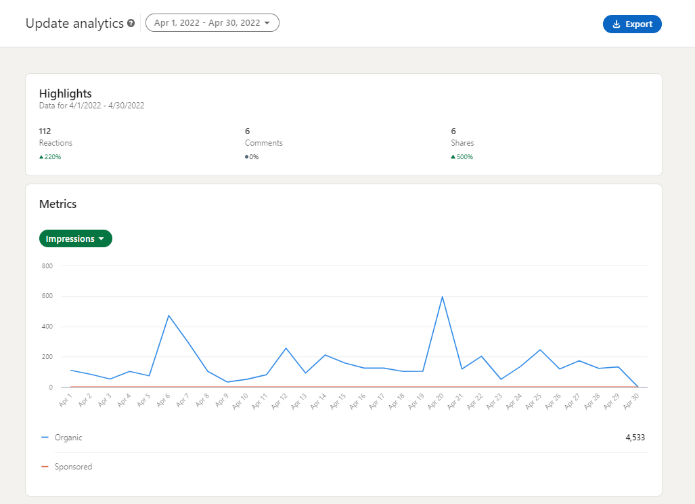 Update analytics
Apr 1, 2022 - Apr 30, 2022
Export
Highlights
Data for 4/1/2022 - 4/30/2022
112
Reactions
220%
6
Comments
0%
6
Shares
500%
Metrics
Impressions
800
600
400
200
0
Apr 1
Apr 2
Apr 3
Apr 4
Apr 5
Apr 6
Apr 7
Apr 8
Apr 9
Apr 10
Apr 11
Apr 12
Apr 13
Apr 14
Apr 15
Apr 16
Apr 17
Apr 18
Apr 19
Apr 20
Apr 21
Apr 22
Apr 23
Apr 24
Apr 25
Apr 26
Apr 27
Apr 28
Apr 29
Apr 30
Organic 4,533
Sponsored